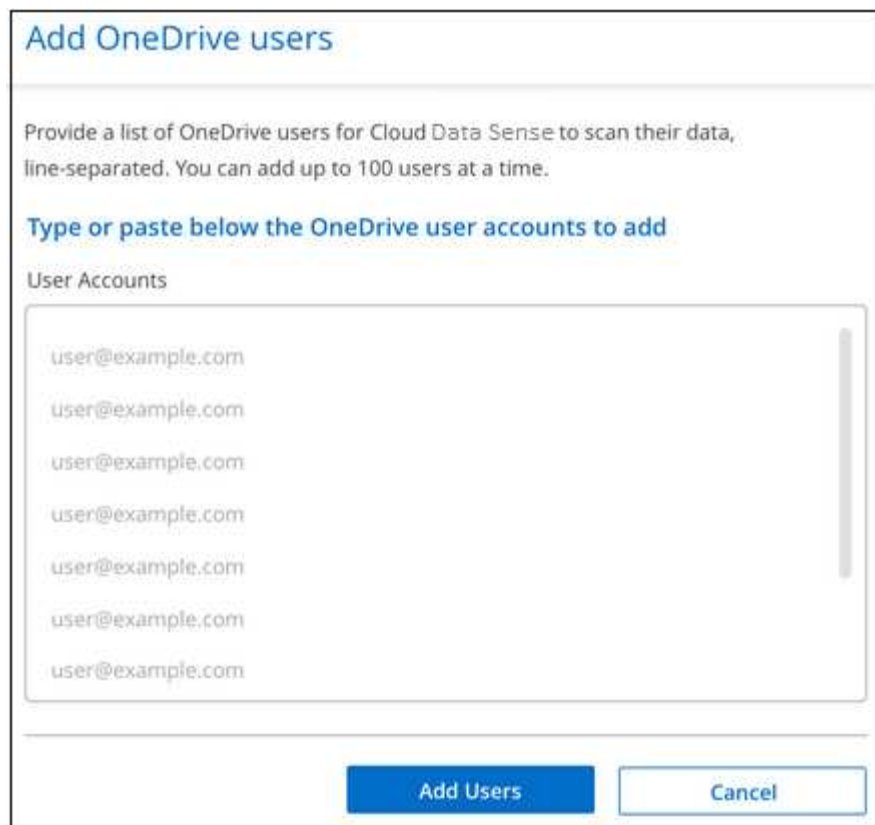 Add OneDrive users
Provide a list of OneDrive users for Cloud Data Sense to scan their data,
line-separated. You can add up to 100 users at a time.
Type or paste below the OneDrive user accounts to add
User Accounts
user@example.com
user@example.com
user@example.com
user@example.com
user@example.com
user@example.com
user@example.com
Add Users Cancel